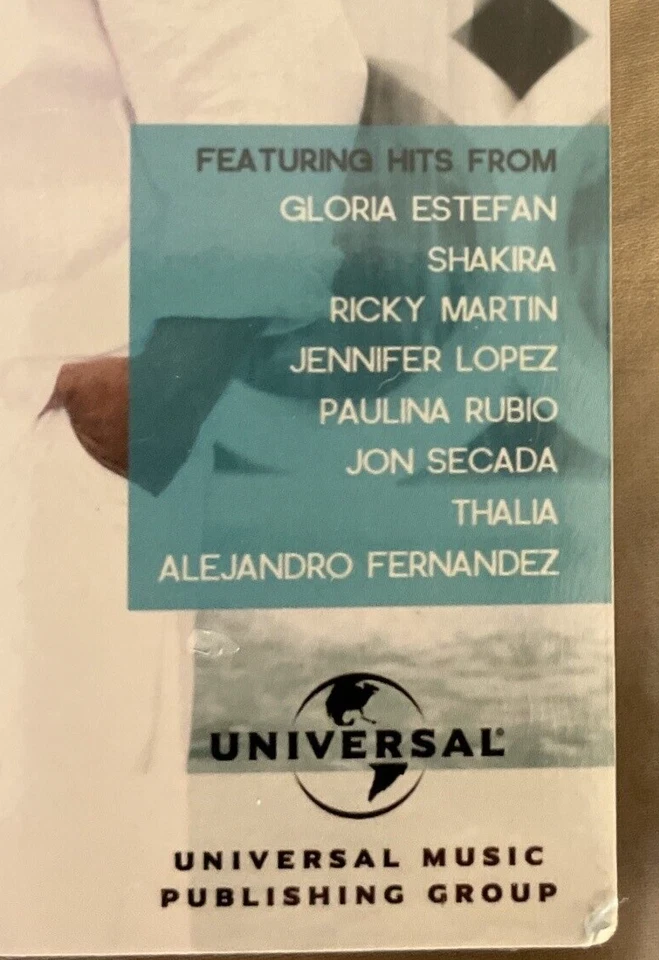 FEATURING HITS FROM
GLORIA ESTEFAN
SHAKIRA
RICKY MARTIN
JENNIFER LOPEZ
PAULINA RUBIO
JON SECADA
THALIA
ALEJANDRO FERNANDEZ
UNIVERSAL®
UNIVERSAL MUSIC
PUBLISHING GROUP